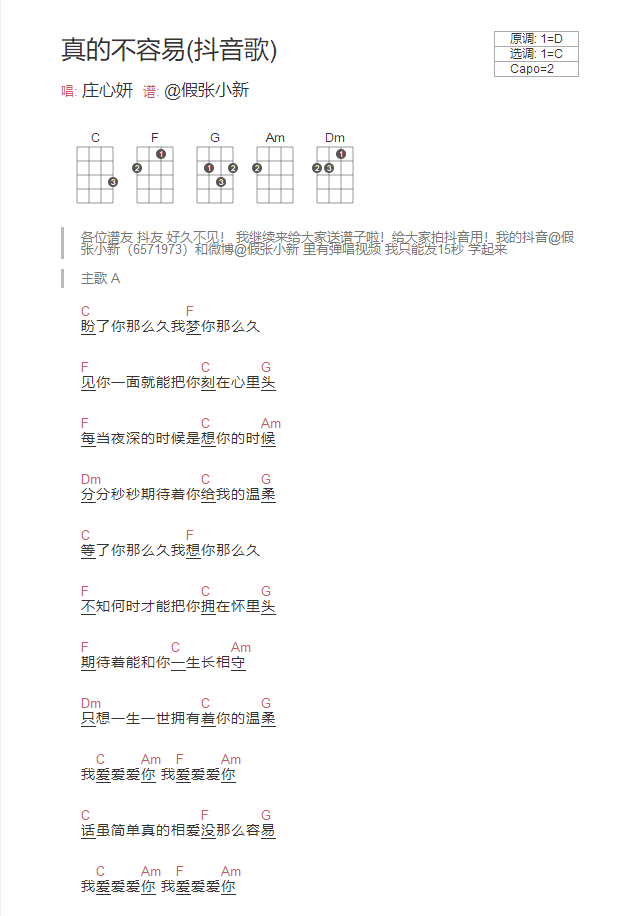 真的不容易(抖音歌)
原调: 1=D
选调: 1=C
Capo=2
唱: 庄心妍 谱: @假张小新
C F G Am Dm
1 2 3 1 2 3 2 1 2 3
各位谱友 抖友 好久不见！ 我继续来给大家送谱子啦！给大家拍抖音用！我的抖音@假
张小新（6571973）和微博@假张小新 里有弹唱视频 我只能发15秒 学起来
主歌 A
C F
盼了你那么久我梦你那么久
F C G
见你一面就能把你刻在心里头
F C Am
每当夜深的时候是想你的时候
Dm C G
分分秒秒期待着你给我的温柔
C F
等了你那么久我想你那么久
F C G
不知何时才能把你拥在怀里头
F C Am
期待着能和你一生长相守
Dm C G
只想一生一世拥有着你的温柔
C Am F Am
我爱爱爱你 我爱爱爱你
C F G
话虽简单真的相爱没那么容易
C Am F Am
我爱爱爱你 我爱爱爱你